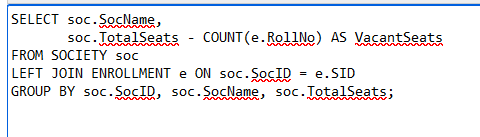 SELECT soc.SocName,
       soc.TotalSeats - COUNT(e.RollNo) AS VacantSeats
FROM SOCIETY soc
LEFT JOIN ENROLLMENT e ON soc.SocID = e.SID
GROUP BY soc.SocID, soc.SocName, soc.TotalSeats;